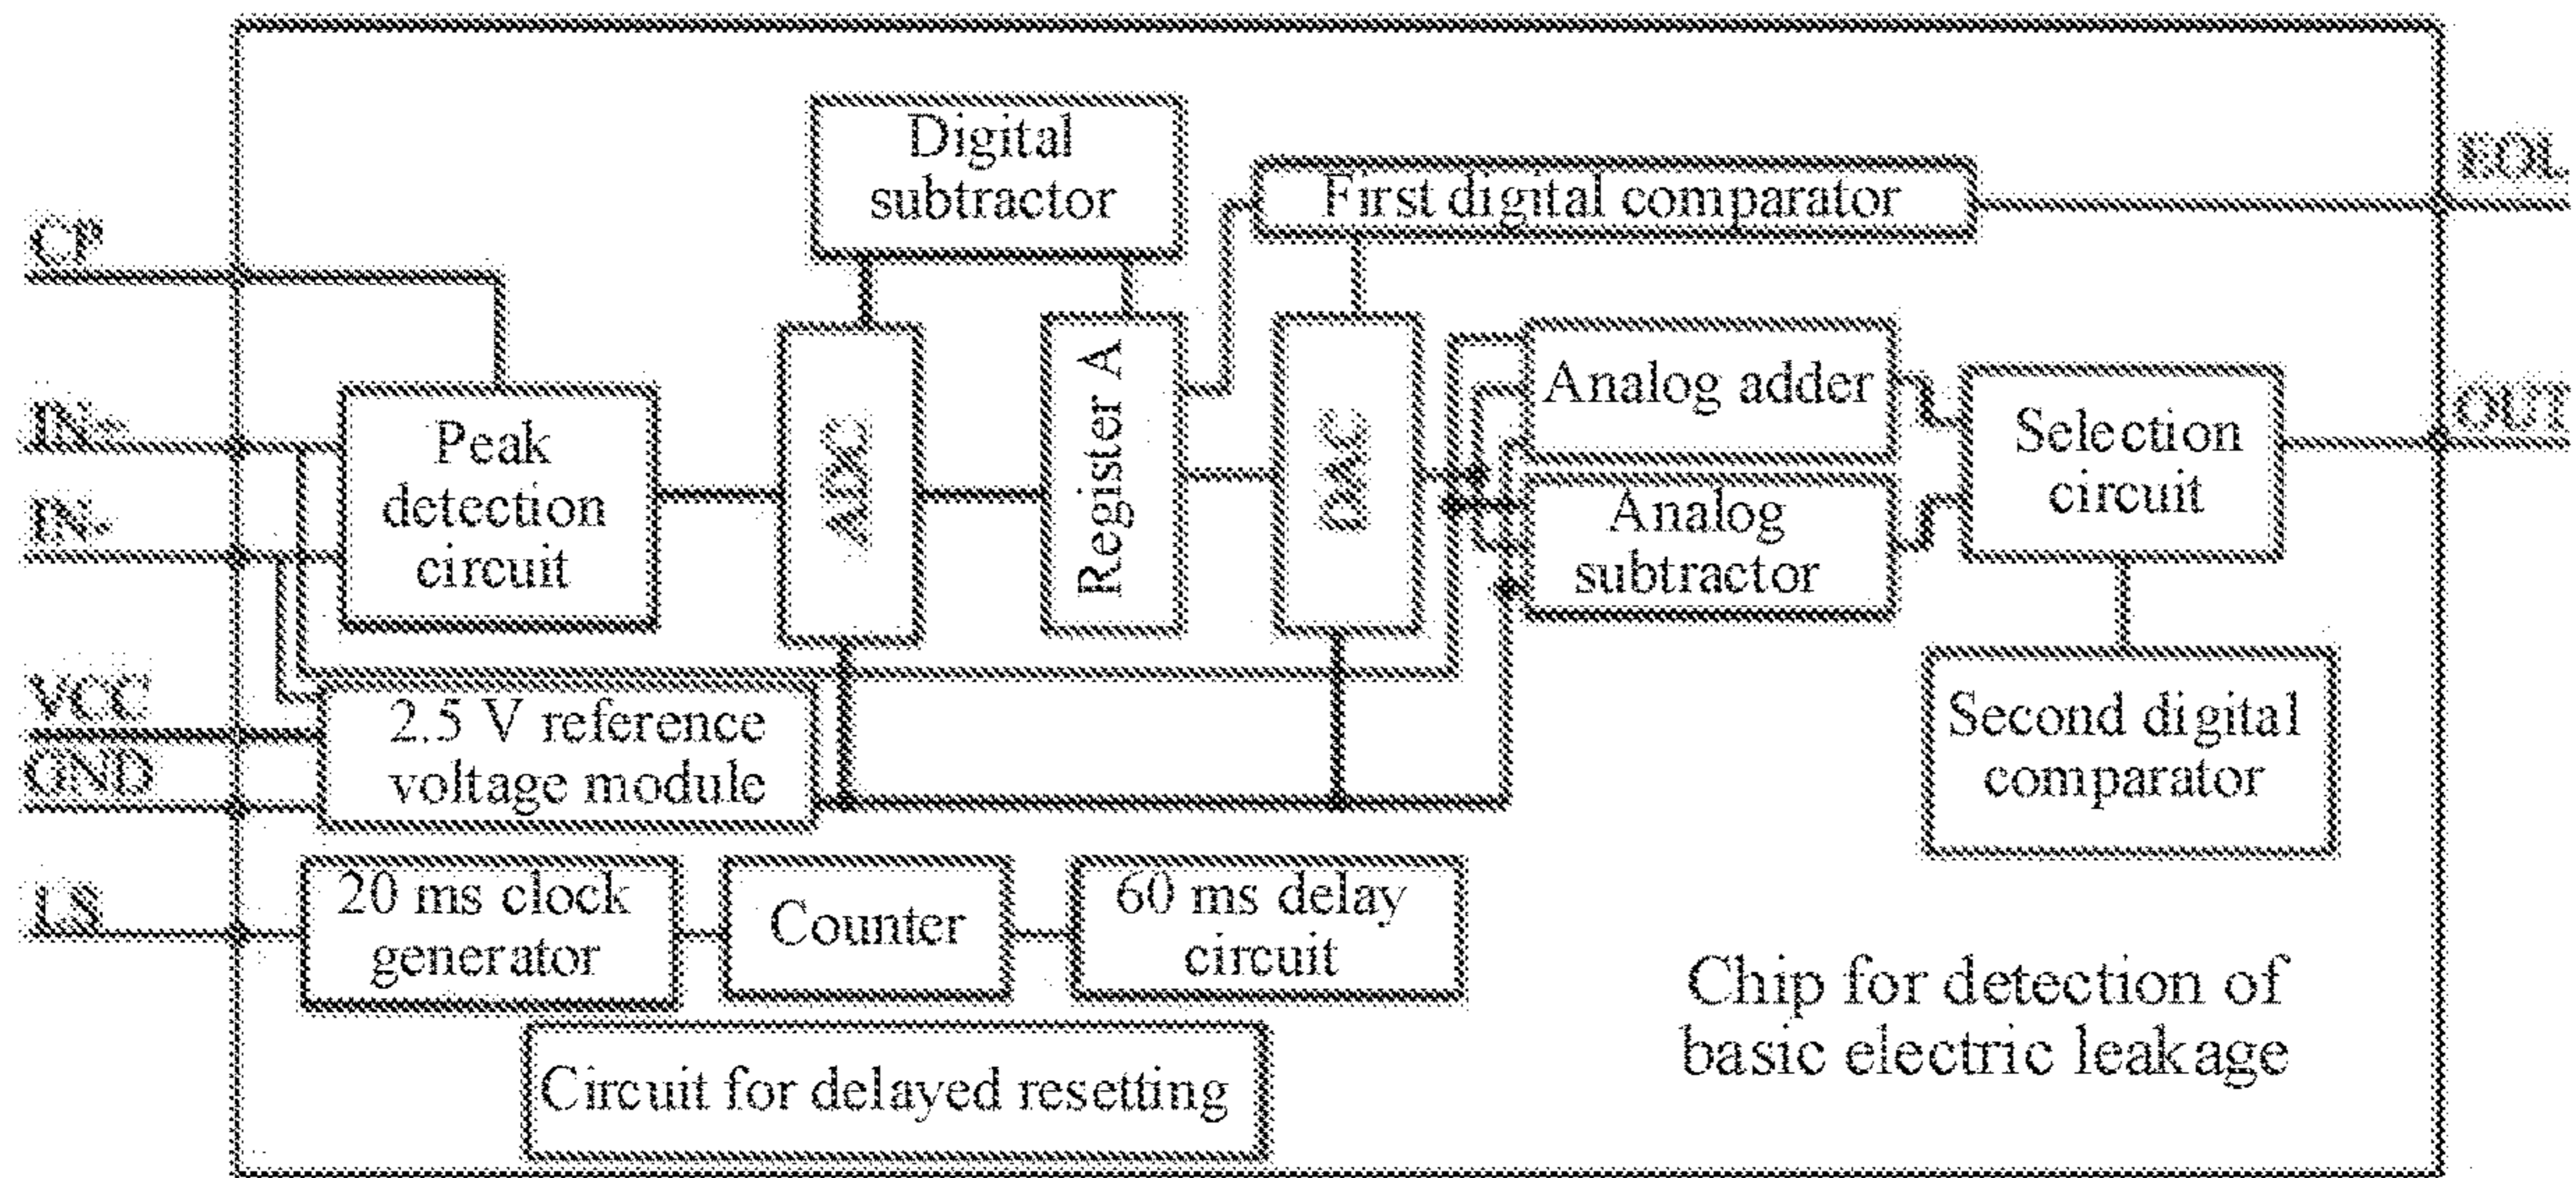 Digital
subtractor
First digital comparator
EOL
CP
IN+
Peak
detection
circuit
IN-
ADC
Register A
DAC
Analog adder
Analog
subtractor
Selection
circuit
OUT
VCC
GND
2.5 V reference
voltage module
Second digital
comparator
LS
20 ms clock
generator
Counter
60 ms delay
circuit
Circuit for delayed resetting
Chip for detection of
basic electric leakage